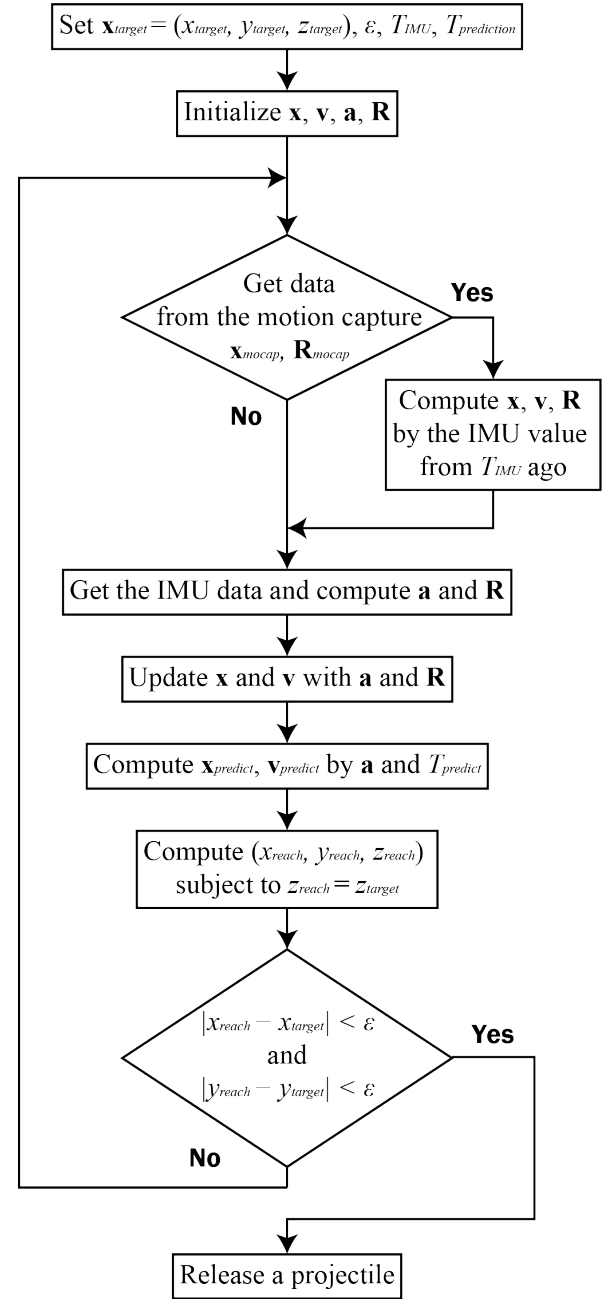 Set x_target = (x_target, y_target, z_target), ε, T_IMU, T_prediction
Initialize x, v, a, R
Get data
from the motion capture
x_mocap, R_mocap
Yes
Compute x, v, R
by the IMU value
from T_IMU ago
No
Get the IMU data and compute a and R
Update x and v with a and R
Compute x_predict, v_predict by a and T_predict
Compute (x_reach, y_reach, z_reach)
subject to z_reach = z_target
|x_reach − x_target| < ε
and
|y_reach − y_target| < ε
Yes
No
Release a projectile